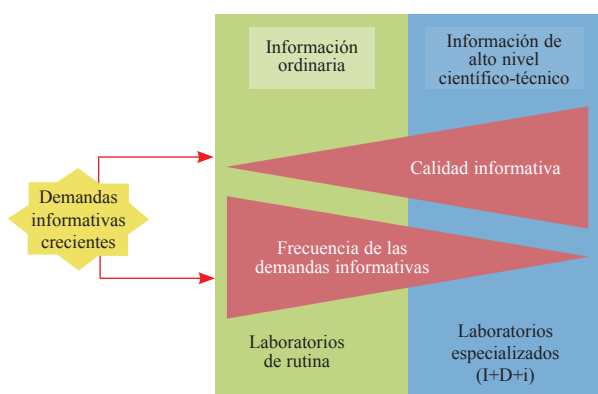 Información
ordinaria
Información de
alto nivel
científico-técnico
Calidad informativa
Demandas
informativas
crecientes
Frecuencia de las
demandas informativas
Laboratorios
de rutina
Laboratorios
especializados
(I+D+i)